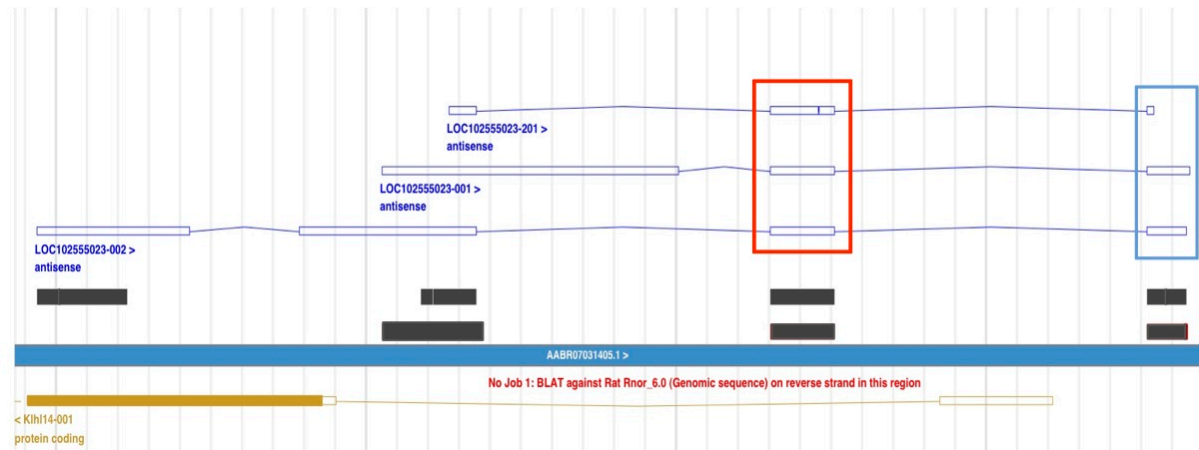 LOC102555023-201 >
antisense
LOC102555023-001 >
antisense
LOC102555023-002 >
antisense
AABR07031405.1 >
No Job 1: BLAT against Rat Rnor_6.0 (Genomic sequence) on reverse strand in this region
< Klhl14-001
protein coding